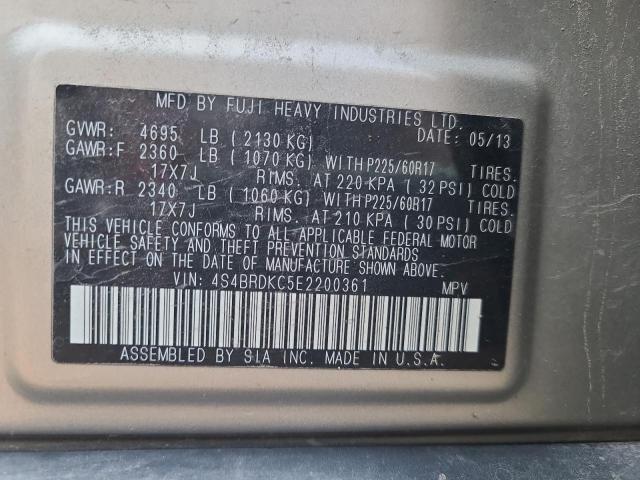 MFD BY FUJI HEAVY INDUSTRIES LTD.
GVWR: 4695 LB ( 2130 KG) DATE: 05/13
GAWR:F 2360 LB ( 1070 KG) WITH P225/60R17 TIRES.
17X7J RIMS. AT 220 KPA ( 32 PSI) COLD
GAWR:R 2340 LB ( 1060 KG) WITH P225/60R17 TIRES.
17X7J RIMS. AT 210 KPA ( 30 PSI) COLD
THIS VEHICLE CONFORMS TO ALL APPLICABLE FEDERAL MOTOR
VEHICLE SAFETY AND THEFT PREVENTION STANDARDS
IN EFFECT ON THE DATE OF MANUFACTURE SHOWN ABOVE.
VIN: 4S4BRDKC5E2200361 MPV
ASSEMBLED BY SIA INC. MADE IN U.S.A.